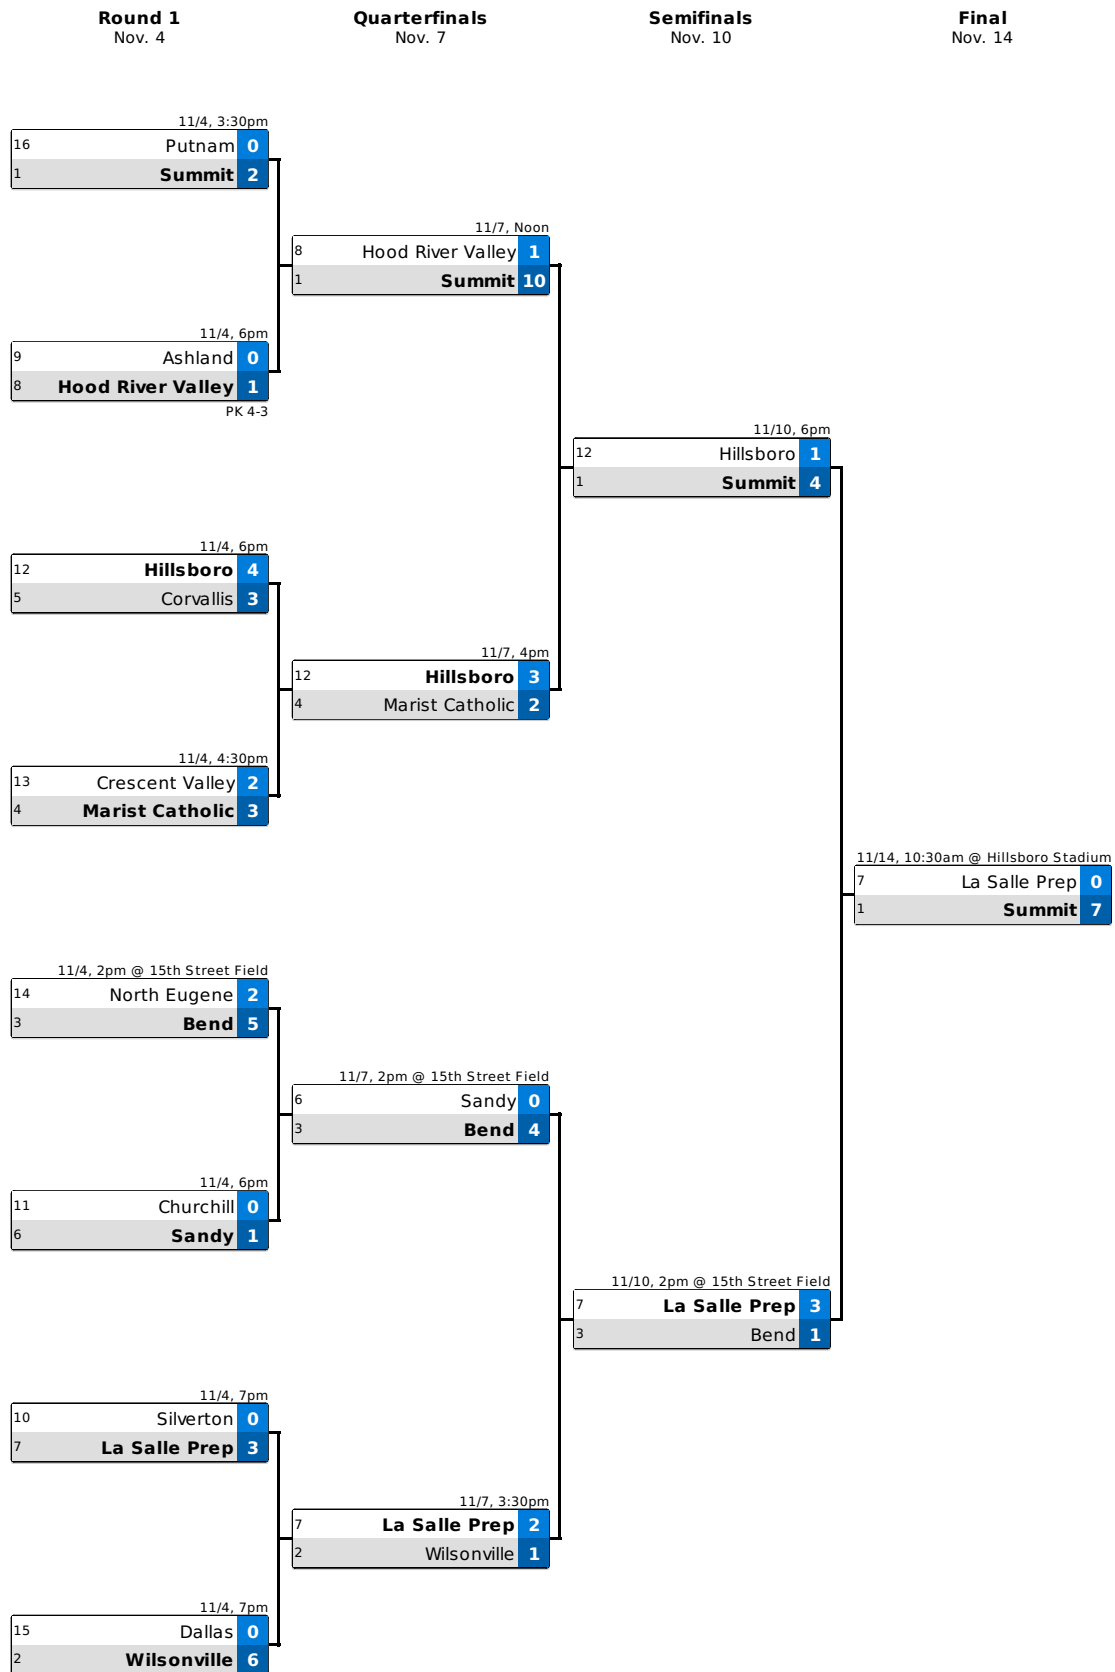 Round 1
Nov. 4
Quarterfinals
Nov. 7
Semifinals
Nov. 10
Final
Nov. 14
11/4, 3:30pm
16 Putnam 0
1 Summit 2
11/4, 6pm
9 Ashland 0
8 Hood River Valley 1
PK 4-3
11/4, 6pm
12 Hillsboro 4
5 Corvallis 3
11/4, 4:30pm
13 Crescent Valley 2
4 Marist Catholic 3
11/4, 2pm @ 15th Street Field
14 North Eugene 2
3 Bend 5
11/4, 6pm
11 Churchill 0
6 Sandy 1
11/4, 7pm
10 Silverton 0
7 La Salle Prep 3
11/4, 7pm
15 Dallas 0
2 Wilsonville 6
11/7, Noon
8 Hood River Valley 1
1 Summit 10
11/7, 4pm
12 Hillsboro 3
4 Marist Catholic 2
11/7, 2pm @ 15th Street Field
6 Sandy 0
3 Bend 4
11/7, 3:30pm
7 La Salle Prep 2
2 Wilsonville 1
11/10, 6pm
12 Hillsboro 1
1 Summit 4
11/10, 2pm @ 15th Street Field
7 La Salle Prep 3
3 Bend 1
11/14, 10:30am @ Hillsboro Stadium
7 La Salle Prep 0
1 Summit 7